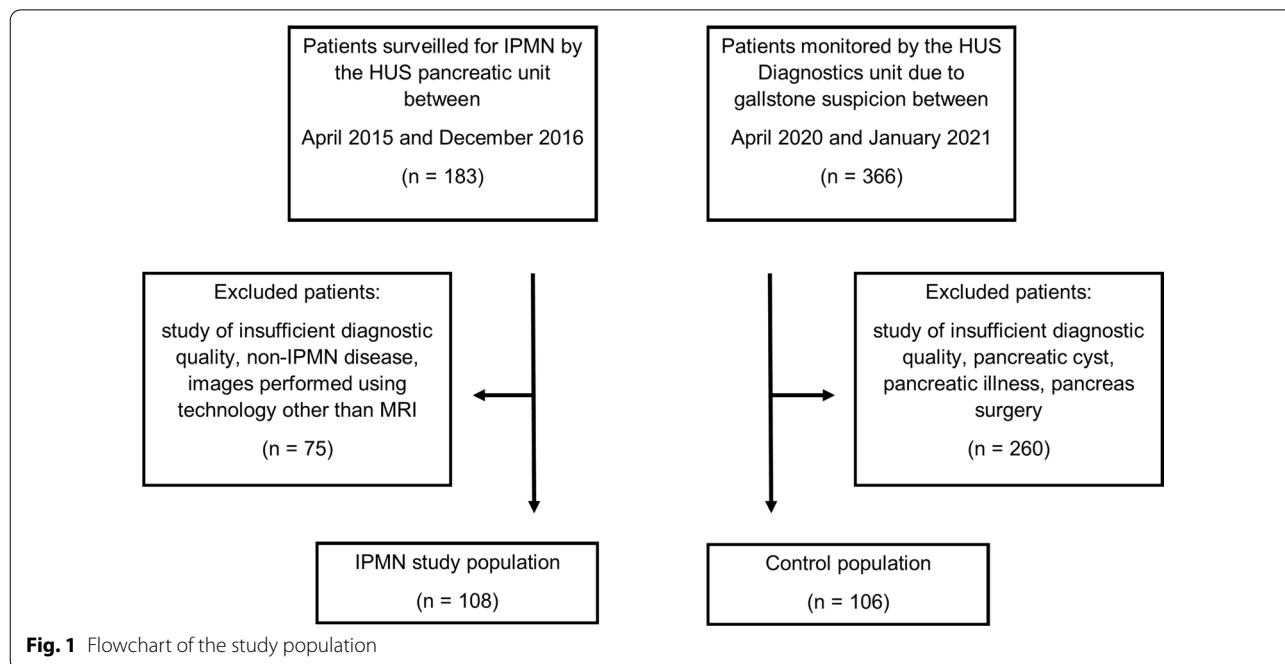 Patients surveilled for IPMN by
the HUS pancreatic unit
between
April 2015 and December 2016
(n = 183)
Patients monitored by the HUS
Diagnostics unit due to
gallstone suspicion between
April 2020 and January 2021
(n = 366)
Excluded patients:
study of insufficient diagnostic
quality, non-IPMN disease,
images performed using
technology other than MRI
(n = 75)
Excluded patients:
study of insufficient diagnostic
quality, pancreatic cyst,
pancreatic illness, pancreas
surgery
(n = 260)
IPMN study population
(n = 108)
Control population
(n = 106)
Fig. 1 Flowchart of the study population